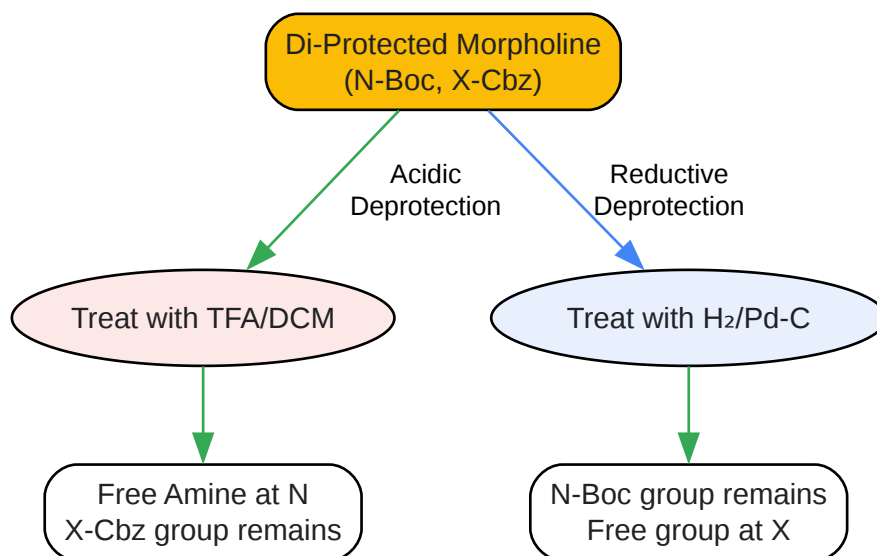 Di-Protected Morpholine
(N-Boc, X-Cbz)
Acidic
Deprotection
Reductive
Deprotection
Treat with TFA/DCM
Treat with H₂/Pd-C
Free Amine at N
X-Cbz group remains
N-Boc group remains
Free group at X